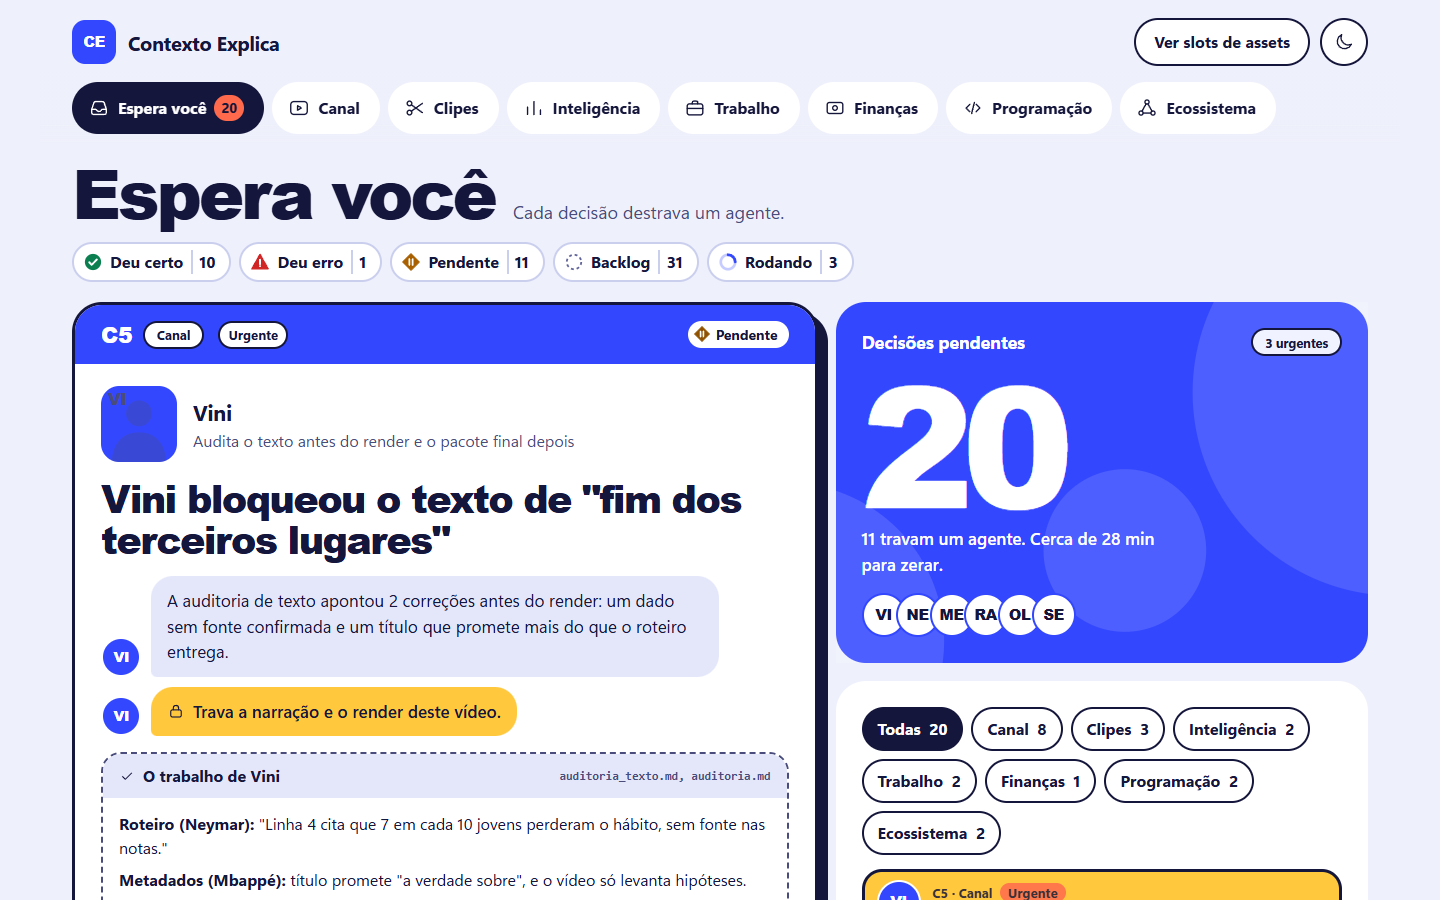 CE
Contexto Explica
Ver slots de assets
Espera você 20
Canal
Clipes
Inteligência
Trabalho
Finanças
Programação
Ecossistema
Espera você
Cada decisão destrava um agente.
Deu certo 10
Deu erro 1
Pendente 11
Backlog 31
Rodando 3
C5 Canal Urgente Pendente
VI
Vini
Audita o texto antes do render e o pacote final depois
Vini bloqueou o texto de "fim dos
terceiros lugares"
A auditoria de texto apontou 2 correções antes do render: um dado
sem fonte confirmada e um título que promete mais do que o roteiro
entrega.
VI
VI
Trava a narração e o render deste vídeo.
O trabalho de Vini
auditoria_texto.md, auditoria.md
Roteiro (Neymar): "Linha 4 cita que 7 em cada 10 jovens perderam o hábito, sem fonte nas
notas."
Metadados (Mbappé): título promete "a verdade sobre", e o vídeo só levanta hipóteses.
Decisões pendentes
3 urgentes
20
11 travam um agente. Cerca de 28 min
para zerar.
VI NE ME RA OL SE
Todas 20
Canal 8
Clipes 3
Inteligência 2
Trabalho 2
Finanças 1
Programação 2
Ecossistema 2
VI
C5 · Canal Urgente